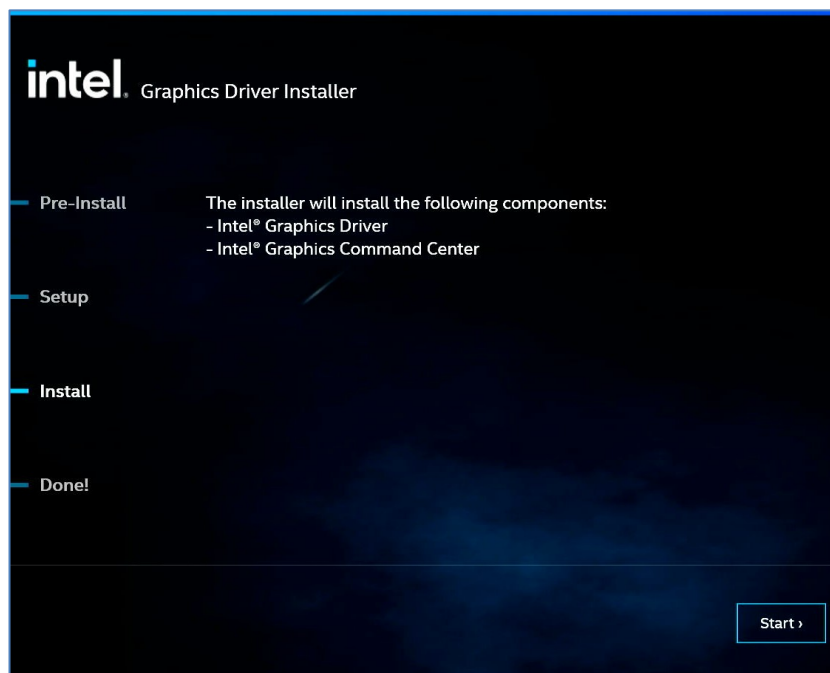 intel® Graphics Driver Installer
Pre-Install
The installer will install the following components:
- Intel® Graphics Driver
- Intel® Graphics Command Center
Setup
Install
Done!
Start ›